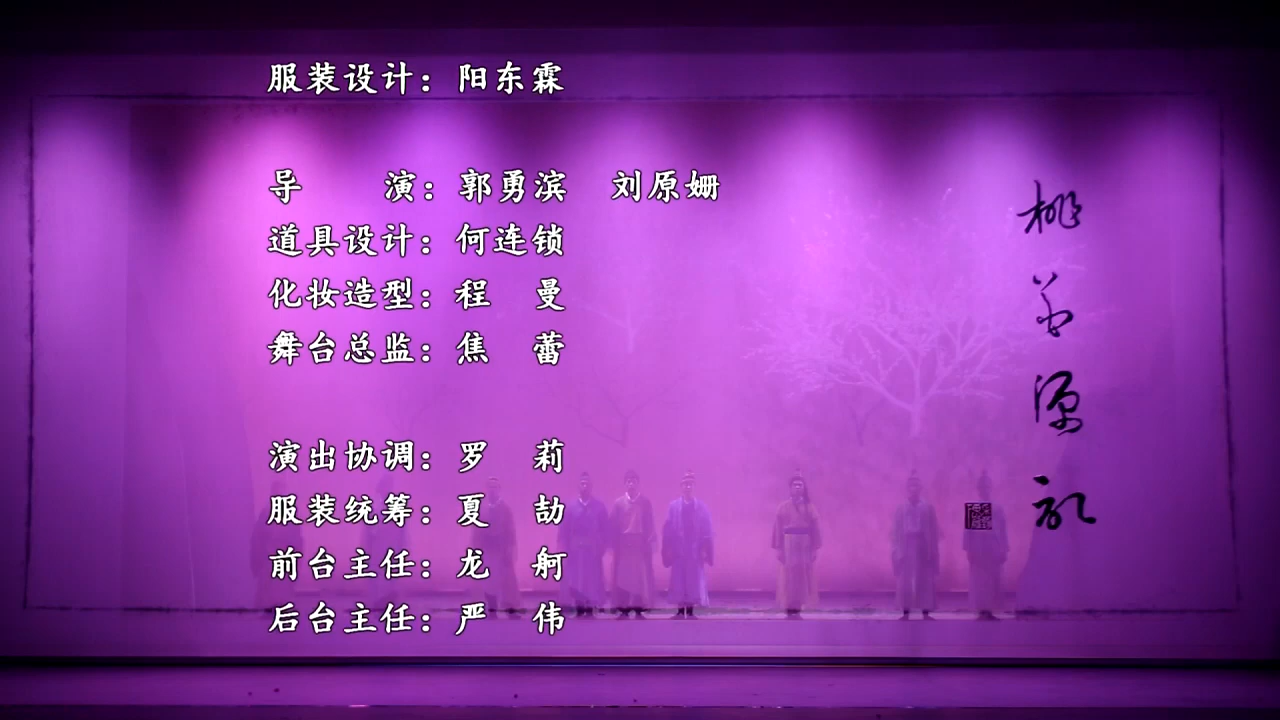 服装设计：阳东霖
导　　演：郭勇滨　刘原姗
道具设计：何连锁
化妆造型：程　曼
舞台总监：焦　蕾
演出协调：罗　莉
服装统筹：夏　劼
前台主任：龙　舸
后台主任：严　伟
桃花源记